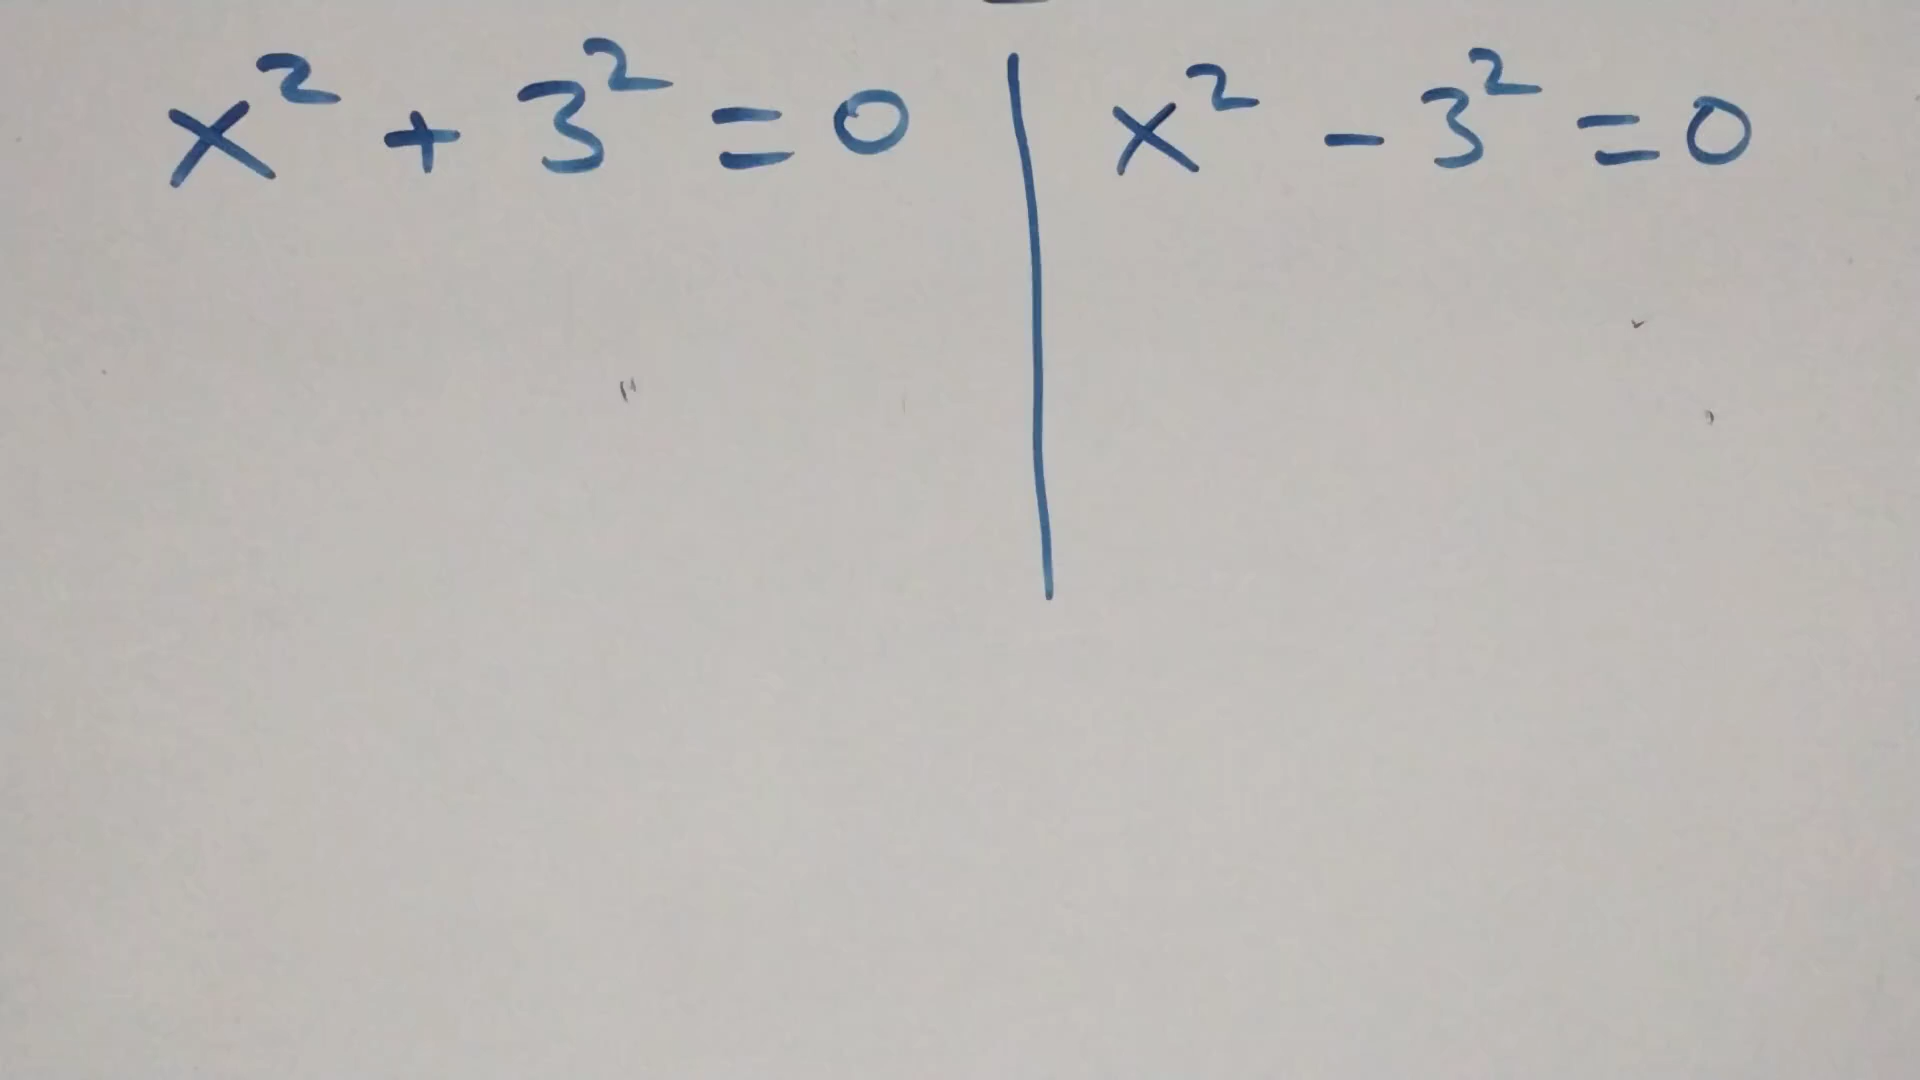 x² + 3² = 0 | x² - 3² = 0